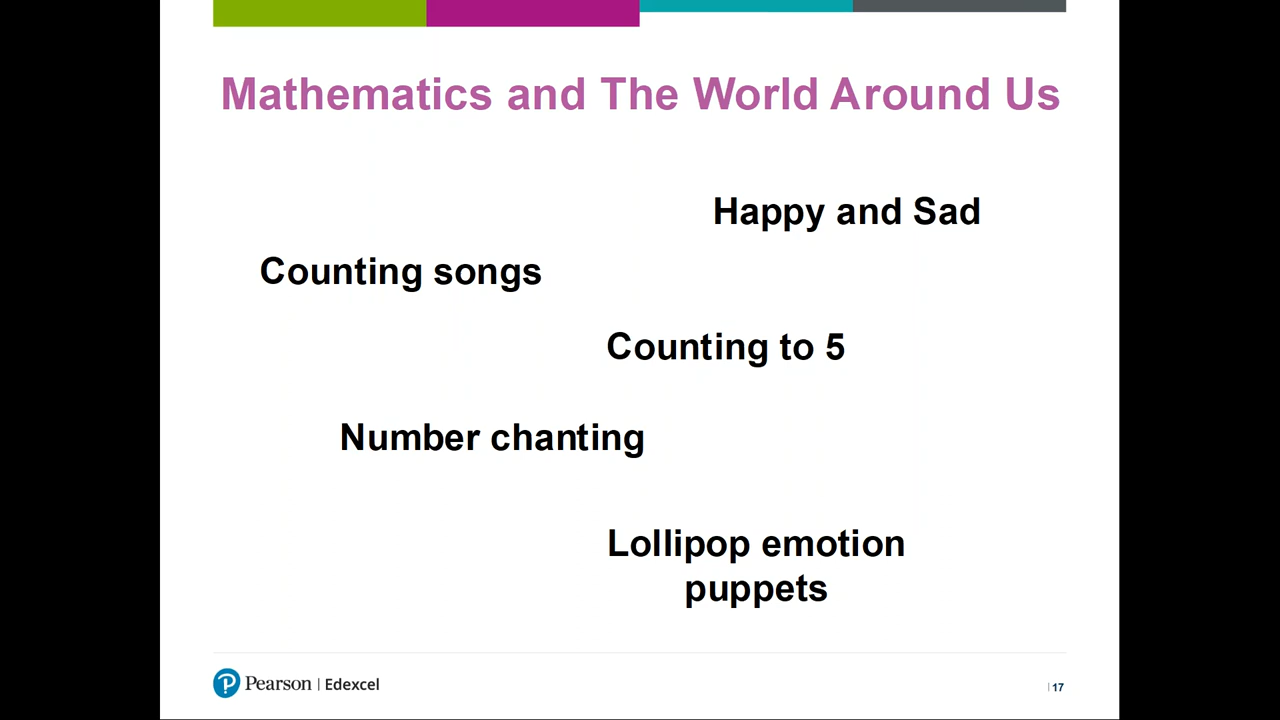 Mathematics and The World Around Us
Happy and Sad
Counting songs
Counting to 5
Number chanting
Lollipop emotion
puppets
Pearson | Edexcel
| 17